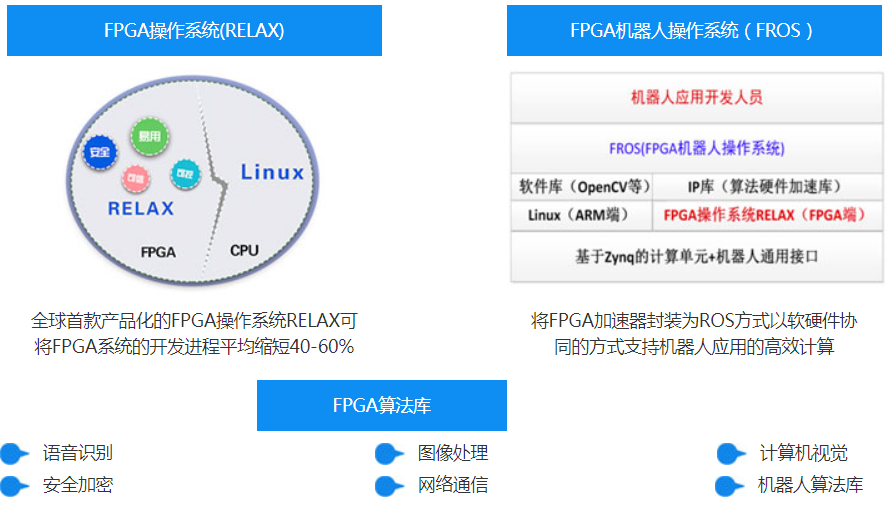 FPGA操作系统(RELAX)
安全
易用
RELAX
FPGA
Linux
CPU
全球首款产品化的FPGA操作系统RELAX可
将FPGA系统的开发进程平均缩短40-60%
FPGA机器人操作系统（FROS）
机器人应用开发人员
FROS(FPGA机器人操作系统)
软件库（OpenCV等） IP库（算法硬件加速库）
Linux（ARM端） FPGA操作系统RELAX（FPGA端）
基于Zynq的计算单元+机器人通用接口
将FPGA加速器封装为ROS方式以软硬件协
同的方式支持机器人应用的高效计算
FPGA算法库
语音识别 图像处理 计算机视觉
安全加密 网络通信 机器人算法库